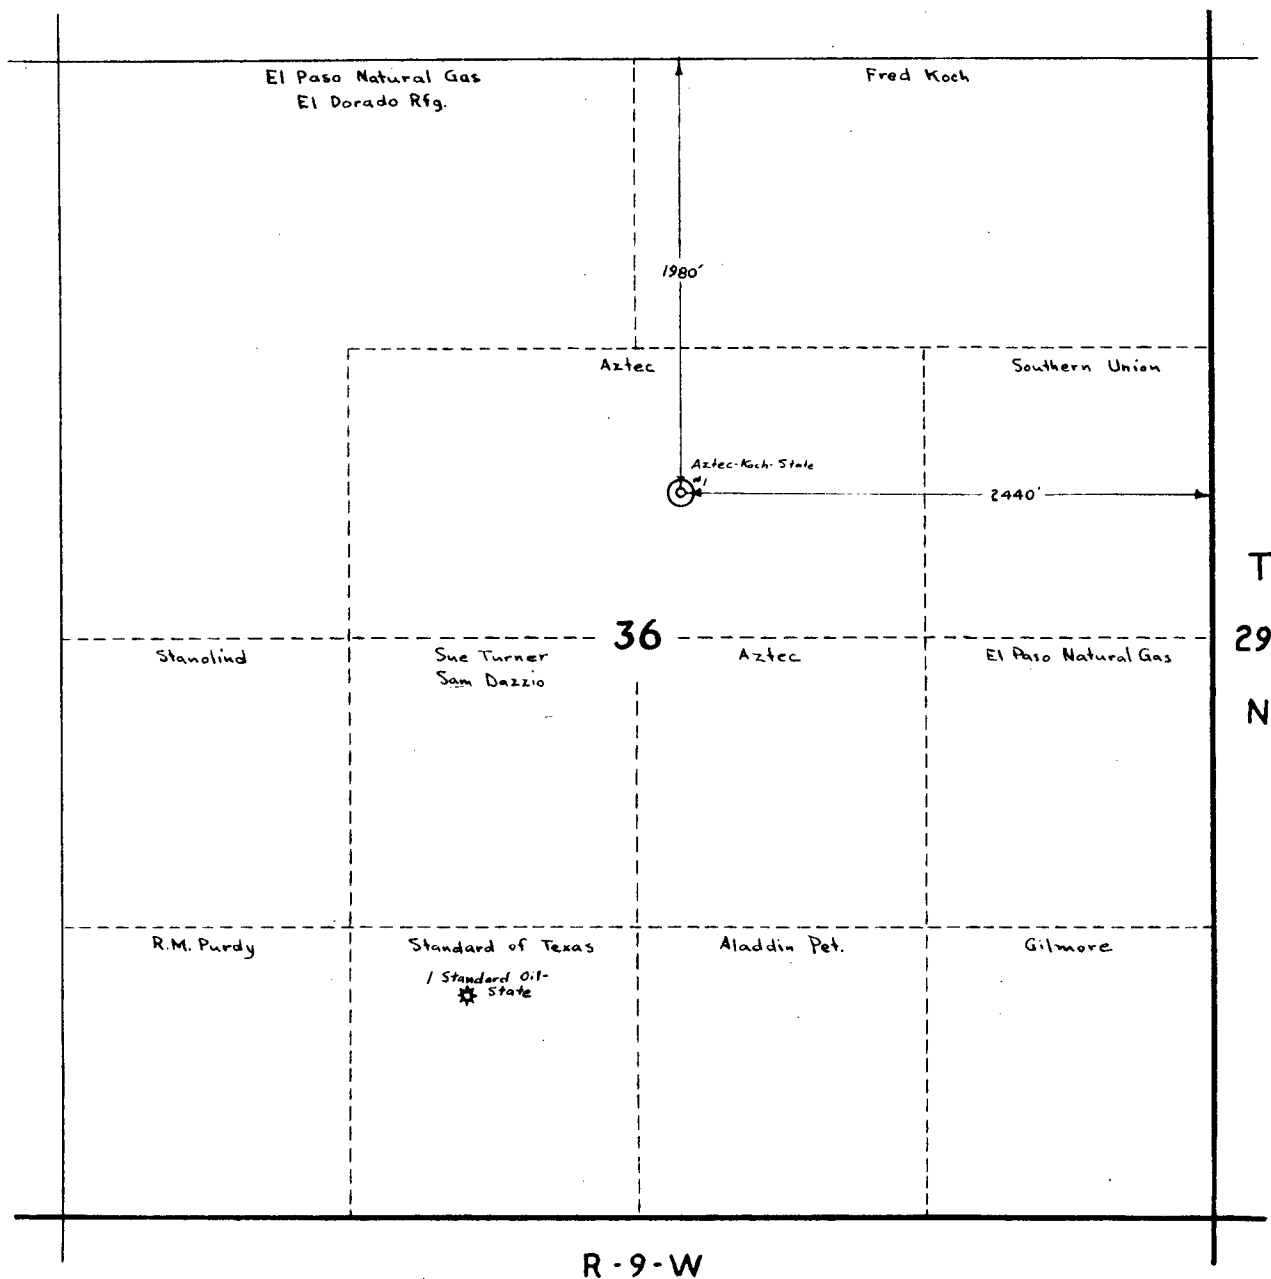 El Paso Natural Gas
El Dorado Rfg.
Fred Koch
1980'
Aztec
Southern Union
Aztec-Koch-State
#1
2440'
T
29
N
36
Stanolind
Sue Turner
Sam Dazzio
Aztec
El Paso Natural Gas
R.M. Purdy
Standard of Texas
1 Standard Oil-
State
Aladdin Pet.
Gilmore
R-9-W